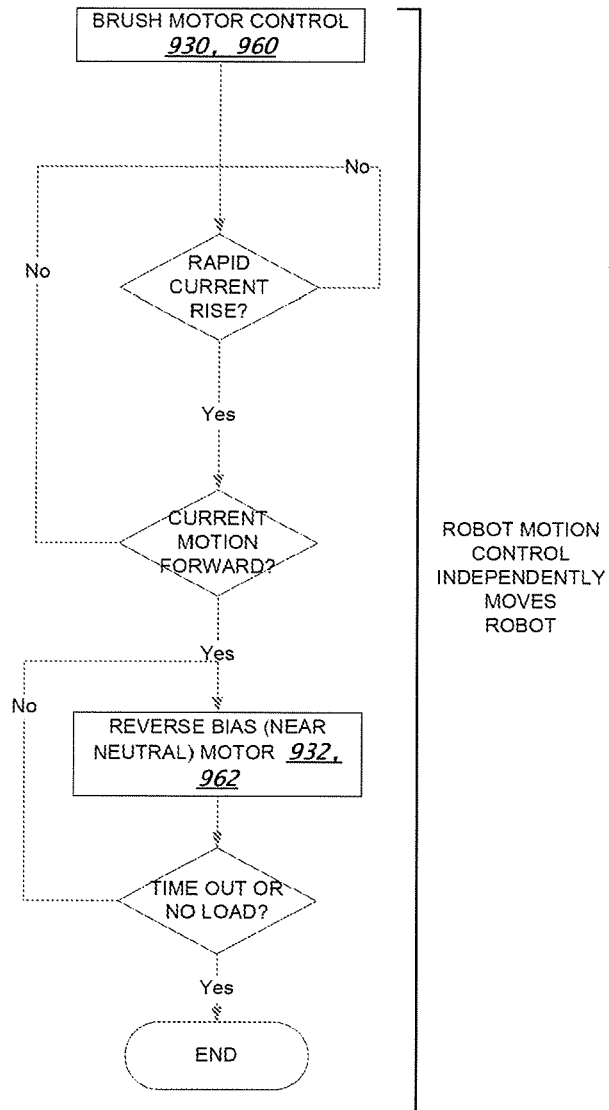 BRUSH MOTOR CONTROL
930, 960
No
No
RAPID
CURRENT
RISE?
Yes
CURRENT
MOTION
FORWARD?
ROBOT MOTION
CONTROL
INDEPENDENTLY
MOVES
ROBOT
Yes
No
REVERSE BIAS (NEAR
NEUTRAL) MOTOR 932,
962
TIME OUT OR
NO LOAD?
Yes
END